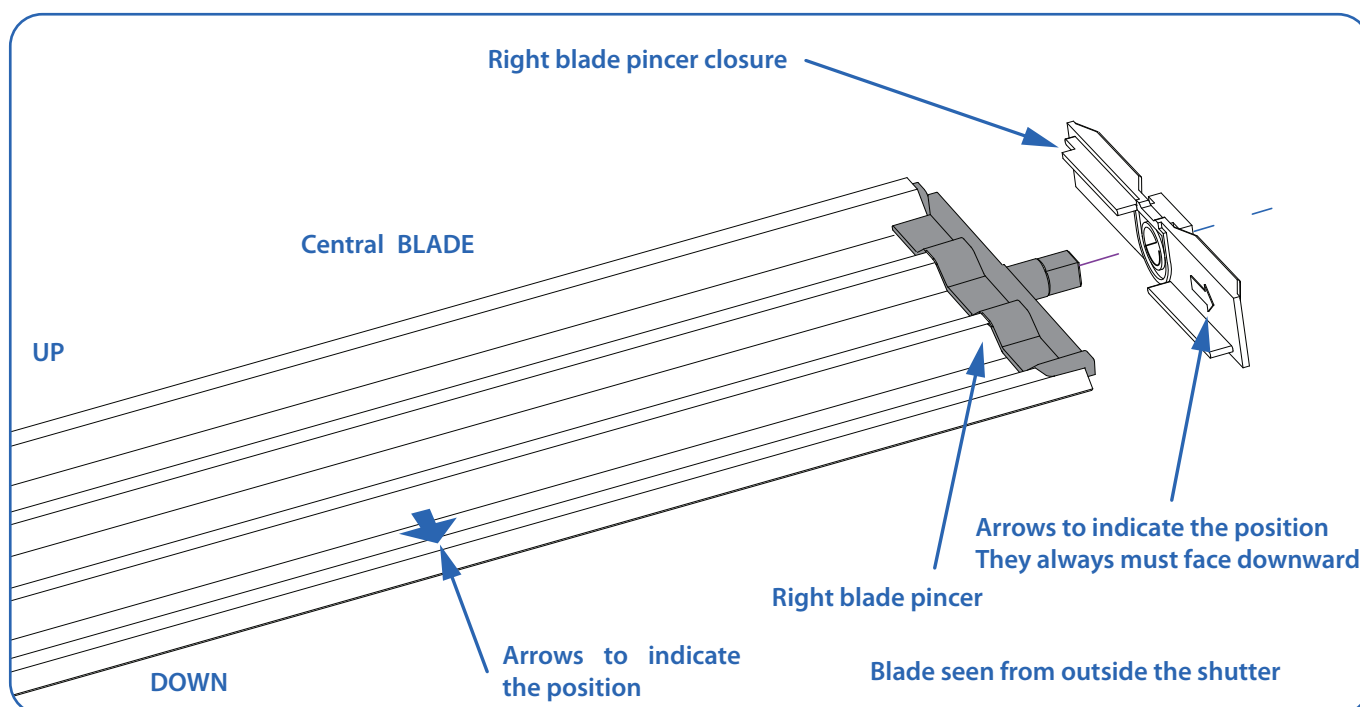 Right blade pincer closure
Central BLADE
UP
Arrows to indicate the position
They always must face downward
Right blade pincer
Arrows to indicate
the position
Blade seen from outside the shutter
DOWN